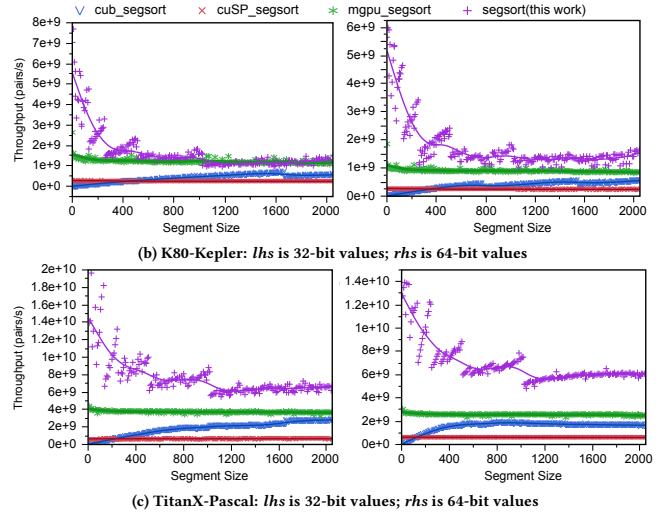 cub_segsort cuSP_segsort mgpu_segsort segsort(this work)
Throughput (pairs/s)
8e+9
7e+9
6e+9
5e+9
4e+9
3e+9
2e+9
1e+9
0e+0
0 400 800 1200 1600 2000
Segment Size
6e+9
5e+9
4e+9
3e+9
2e+9
1e+9
0e+0
0 400 800 1200 1600 2000
Segment Size
(b) K80-Kepler: lhs is 32-bit values; rhs is 64-bit values
Throughput (pairs/s)
2e+10
1.8e+10
1.6e+10
1.4e+10
1.2e+10
1e+10
8e+9
6e+9
4e+9
2e+9
0e+0
0 400 800 1200 1600 2000
Segment Size
1.4e+10
1.2e+10
1e+10
8e+9
6e+9
4e+9
2e+9
0e+0
0 400 800 1200 1600 2000
Segment Size
(c) TitanX-Pascal: lhs is 32-bit values; rhs is 64-bit values